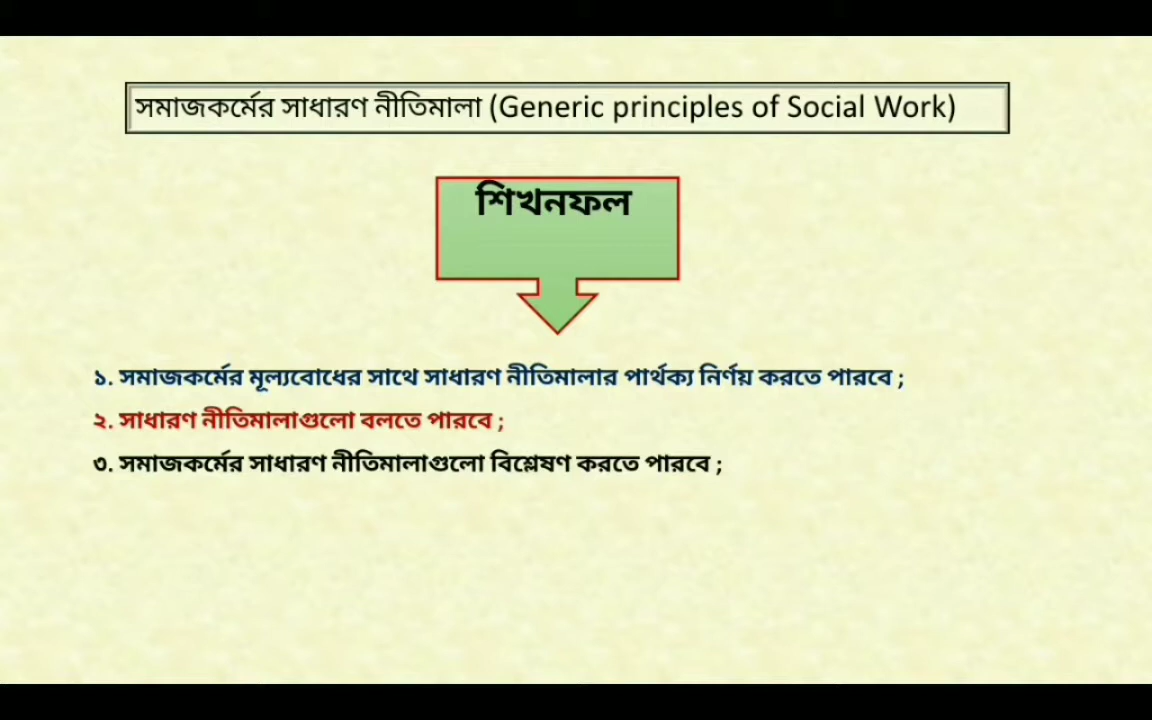 সমাজকর্মের সাধারণ নীতিমালা (Generic principles of Social Work)
শিখনফল
১. সমাজকর্মের মূল্যবোধের সাথে সাধারণ নীতিমালার পার্থক্য নির্ণয় করতে পারবে ;
২. সাধারণ নীতিমালাগুলো বলতে পারবে ;
৩. সমাজকর্মের সাধারণ নীতিমালাগুলো বিশ্লেষণ করতে পারবে ;